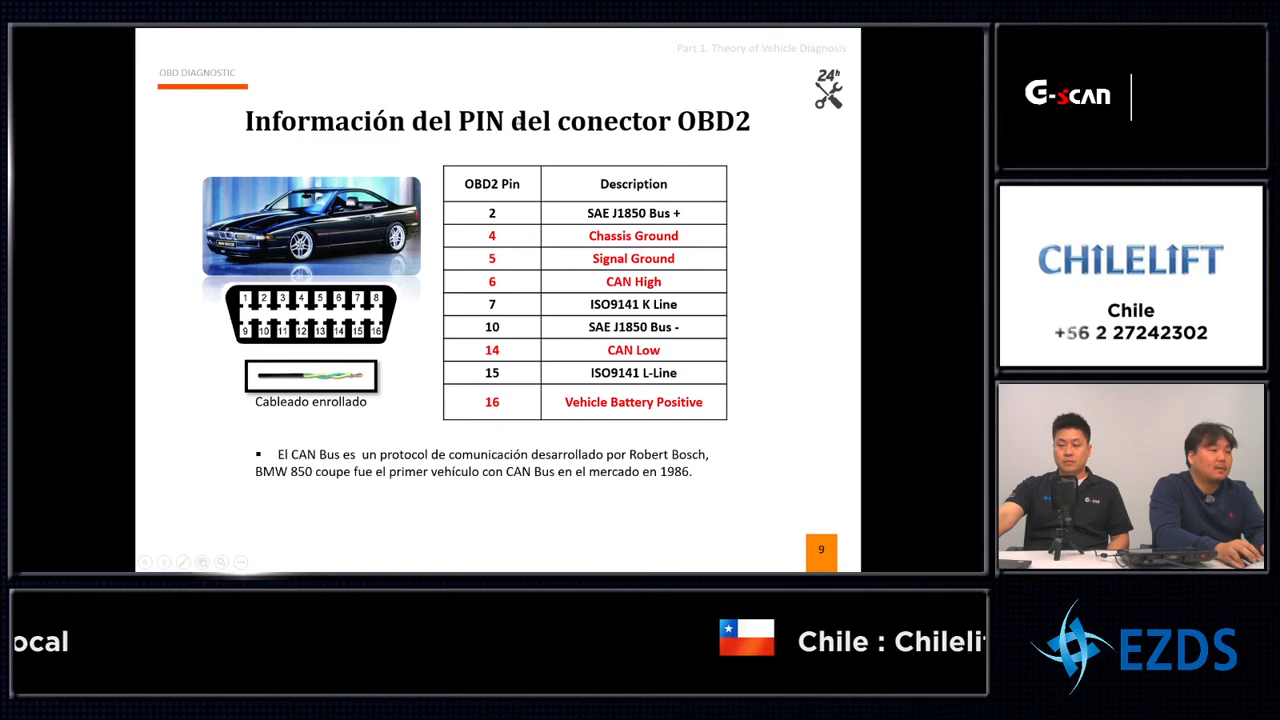 Part 1. Theory of Vehicle Diagnosis
OBD DIAGNOSTIC
24h
Información del PIN del conector OBD2
OBD2 Pin Description
2 SAE J1850 Bus +
4 Chassis Ground
5 Signal Ground
6 CAN High
7 ISO9141 K Line
10 SAE J1850 Bus -
14 CAN Low
15 ISO9141 L-Line
16 Vehicle Battery Positive
1 2 3 4 5 6 7 8
9 10 11 12 13 14 15 16
Cableado enrollado
▪ El CAN Bus es un protocol de comunicación desarrollado por Robert Bosch,
BMW 850 coupe fue el primer vehículo con CAN Bus en el mercado en 1986.
9
G-SCAN
CHILELIFT
Chile
+56 2 27242302
ocal
Chile : Chileli
EZDS